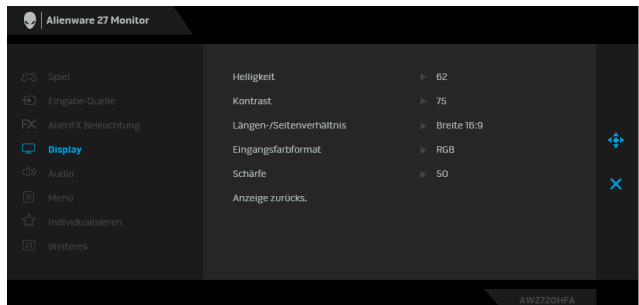 Alienware 27 Monitor
Spiel
Eingabe-Quelle
AlienFX Beleuchtung
Display
Audio
Menü
Individualisieren
Weiteres
Helligkeit 62
Kontrast 75
Längen-/Seitenverhältnis Breite 16:9
Eingangsfarbformat RGB
Schärfe 50
Anzeige zurücks.
AW2720HFA